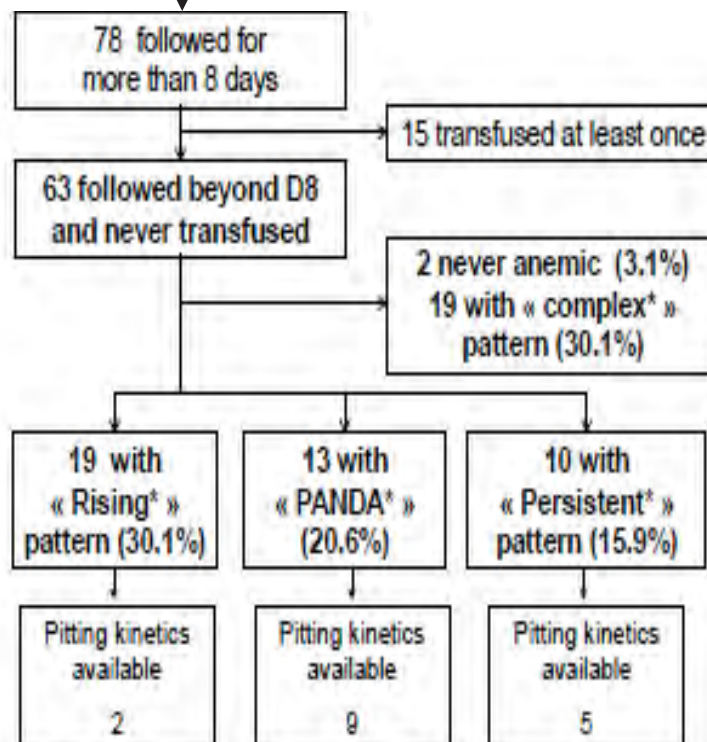 78 followed for
more than 8 days
15 transfused at least once
63 followed beyond D8
and never transfused
2 never anemic (3.1%)
19 with « complex* »
pattern (30.1%)
19 with
« Rising* »
pattern (30.1%)
13 with
« PANDA* »
(20.6%)
10 with
« Persistent* »
pattern (15.9%)
Pitting kinetics
available
2
Pitting kinetics
available
9
Pitting kinetics
available
5